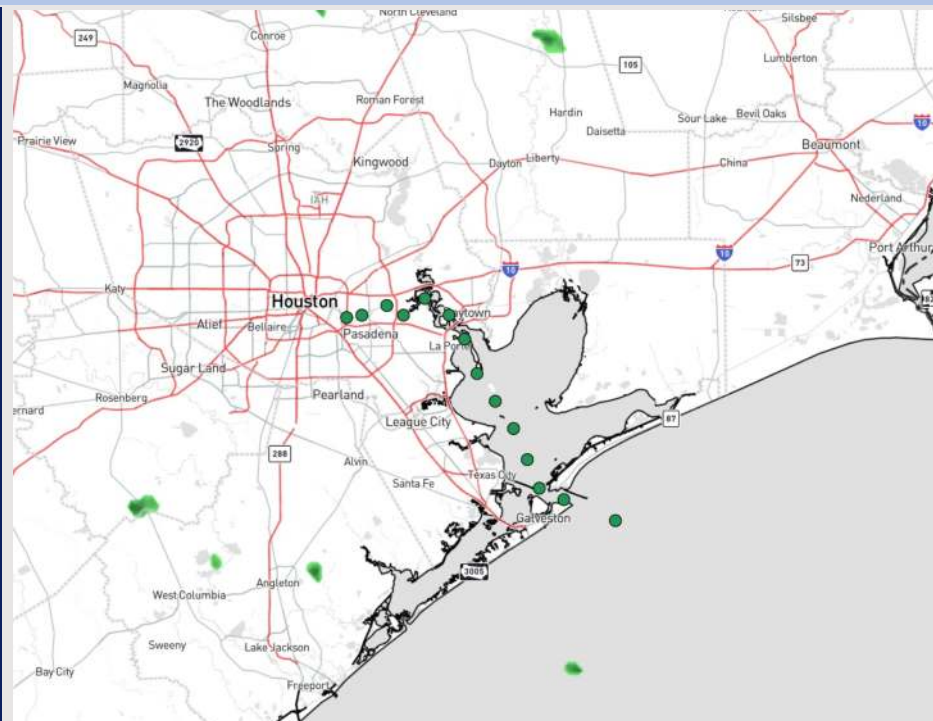 North Cleveland
Silsbee
249
Conroe
Lumberton
105
Magnolia
The Woodlands
Roman Forest
Hardin
Sour Lake
Bevil Oaks
Daisetta
10
Prairie View
2920
Spring
Kingwood
Beaumont
Dayton
Liberty
China
IAH
Nederland
Port Arthur
10
10
73
Katy
Houston
Baytown
Atief
Bellaire
Pasadena
La Porte
Sugar Land
Pearland
Rosenberg
ernard
League City
87
288
Alvin
Santa Fe
Texas City
Galveston
3005
Angleton
West Columbia
Sweeny
Lake Jackson
Bay City
Freeport